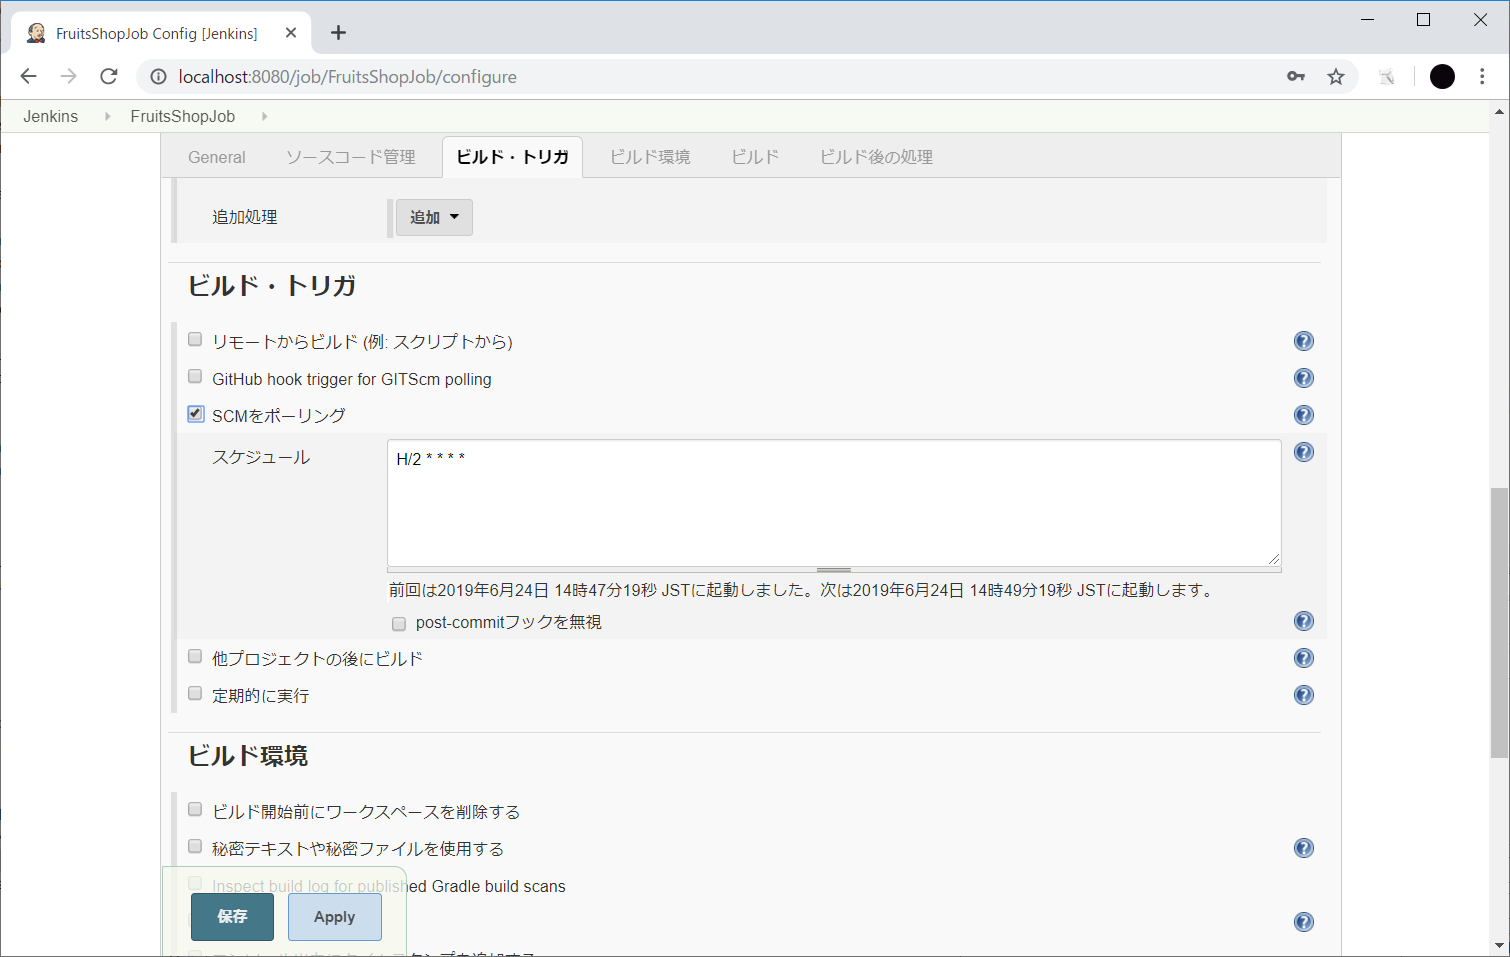 FruitsShopJob Config [Jenkins]
localhost:8080/job/FruitsShopJob/configure
Jenkins FruitsShopJob
General ソースコード管理 ビルド・トリガ ビルド環境 ビルド ビルド後の処理
追加処理 追加
ビルド・トリガ
リモートからビルド (例: スクリプトから)
GitHub hook trigger for GITScm polling
SCMをポーリング
スケジュール H/2 * * * *
前回は2019年6月24日 14時47分19秒 JSTに起動しました。次は2019年6月24日 14時49分19秒 JSTに起動します。
post-commitフックを無視
他プロジェクトの後にビルド
定期的に実行
ビルド環境
ビルド開始前にワークスペースを削除する
秘密テキストや秘密ファイルを使用する
Inspect build log for published Gradle build scans
保存 Apply